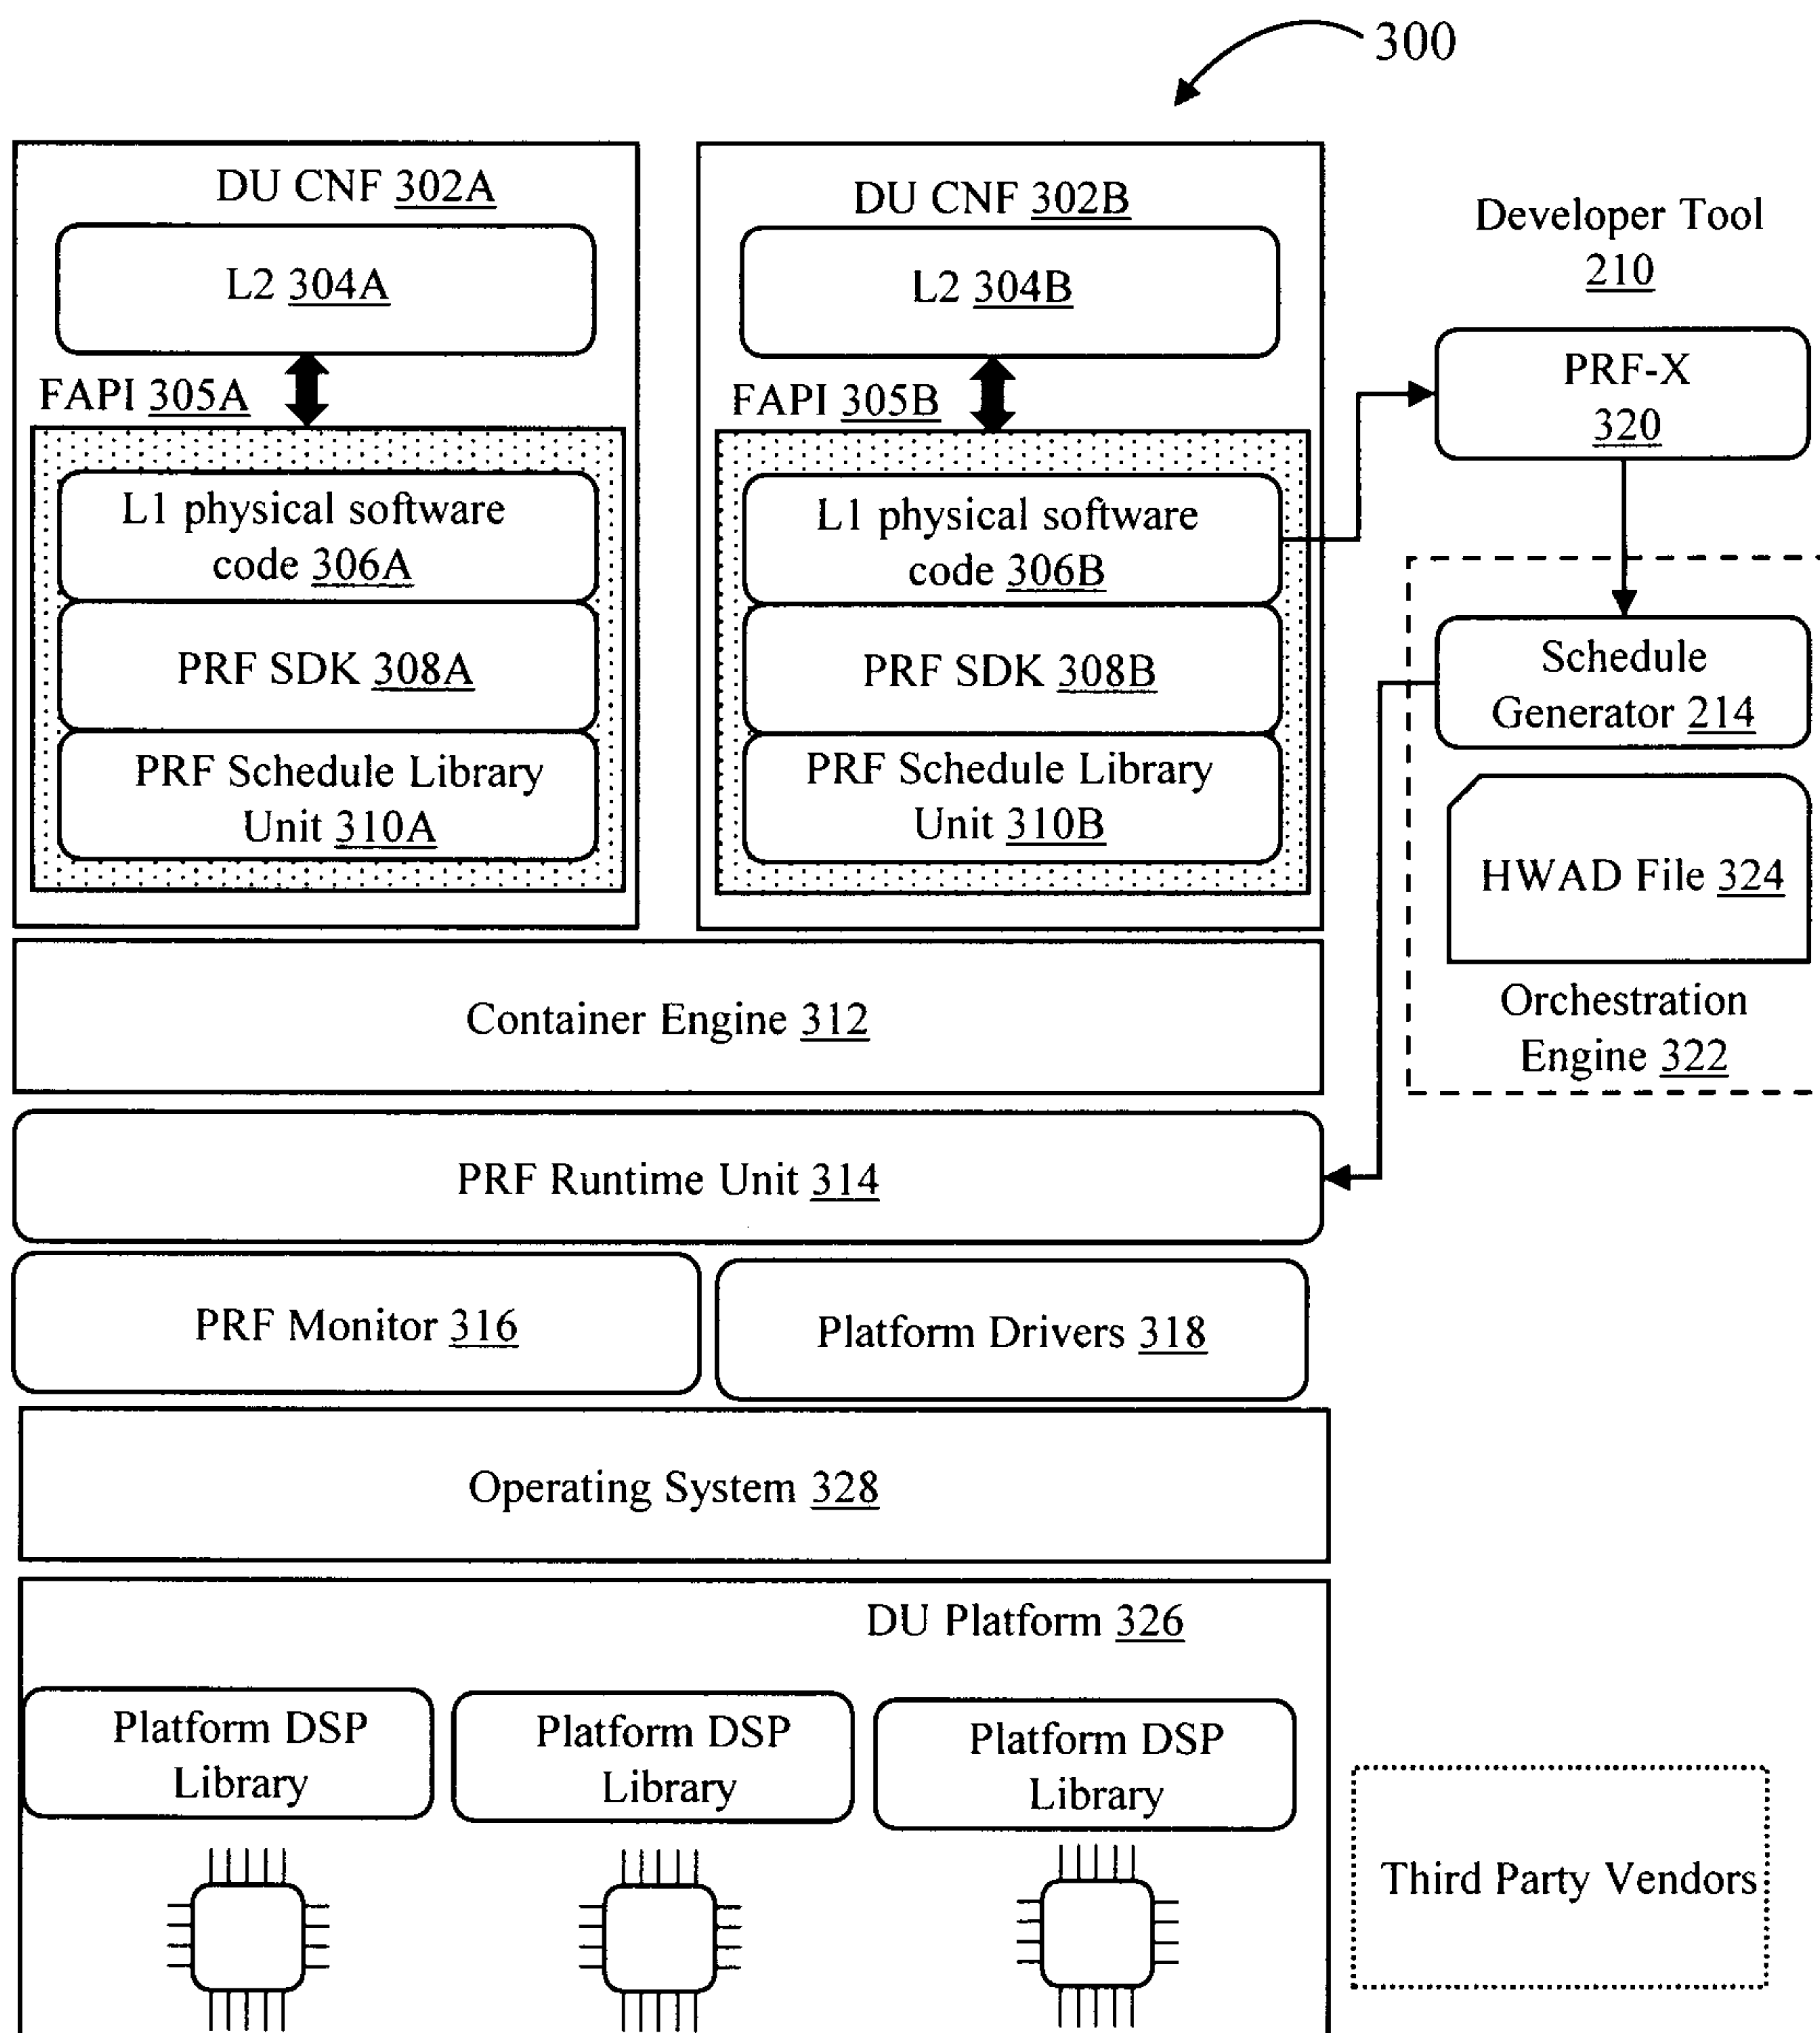 300
DU CNF 302A
L2 304A
FAPI 305A
L1 physical software
code 306A
PRF SDK 308A
PRF Schedule Library
Unit 310A
DU CNF 302B
L2 304B
FAPI 305B
L1 physical software
code 306B
PRF SDK 308B
PRF Schedule Library
Unit 310B
Developer Tool
210
PRF-X
320
Schedule
Generator 214
HWAD File 324
Orchestration
Engine 322
Container Engine 312
PRF Runtime Unit 314
PRF Monitor 316
Platform Drivers 318
Operating System 328
DU Platform 326
Platform DSP
Library
Platform DSP
Library
Platform DSP
Library
Third Party Vendors